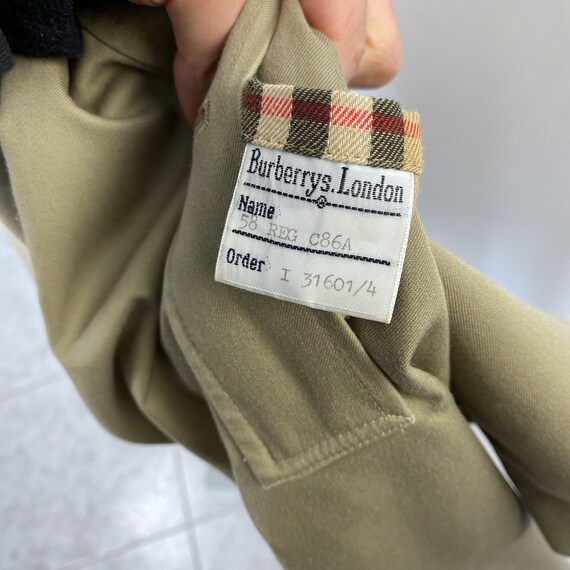 Burberrys. London
Name
58 REG C86A
Order I 31601/4